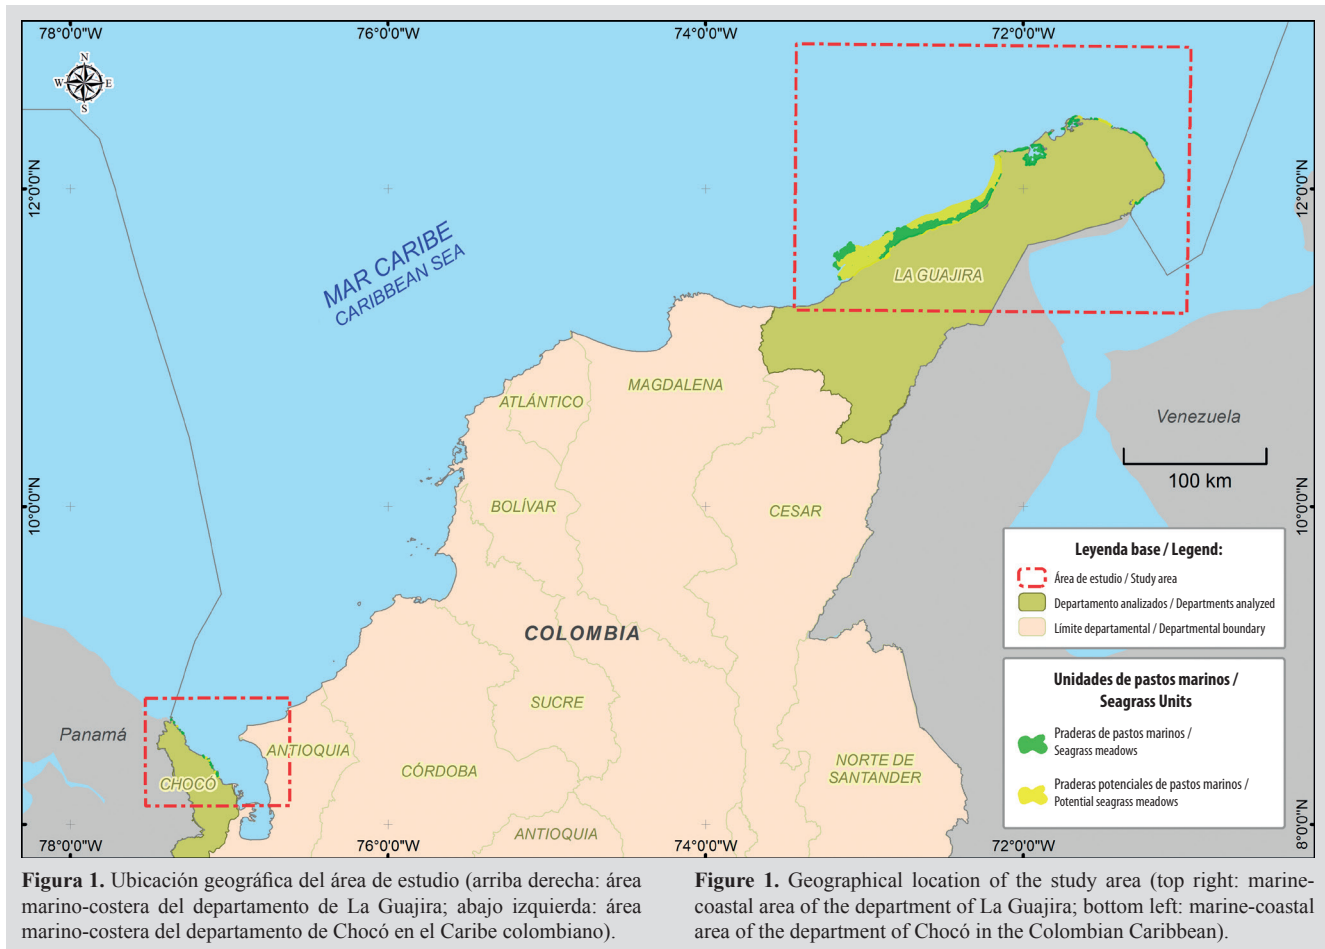 78°0'0"W 76°0'0"W 74°0'0"W 72°0'0"W
N
W E
S
12°0'0"N 12°0'0"N
MAR CARIBE
CARIBBEAN SEA
LA GUAJIRA
MAGDALENA
ATLÁNTICO
Venezuela
100 km
BOLÍVAR
CESAR
10°0'0"N 10°0'0"N
COLOMBIA
SUCRE
Panamá
ANTIOQUIA
CÓRDOBA
CHOCÓ
NORTE DE
SANTANDER
ANTIOQUIA
Leyenda base / Legend:
Área de estudio / Study area
Departamento analizados / Departments analyzed
Límite departamental / Departmental boundary
Unidades de pastos marinos /
Seagrass Units
Praderas de pastos marinos /
Seagrass meadows
Praderas potenciales de pastos marinos /
Potential seagrass meadows
8°0'0"N
78°0'0"W 76°0'0"W 74°0'0"W 72°0'0"W
Figura 1. Ubicación geográfica del área de estudio (arriba derecha: área
marino-costera del departamento de La Guajira; abajo izquierda: área
marino-costera del departamento de Chocó en el Caribe colombiano).
Figure 1. Geographical location of the study area (top right: marine-
coastal area of the department of La Guajira; bottom left: marine-coastal
area of the department of Chocó in the Colombian Caribbean).